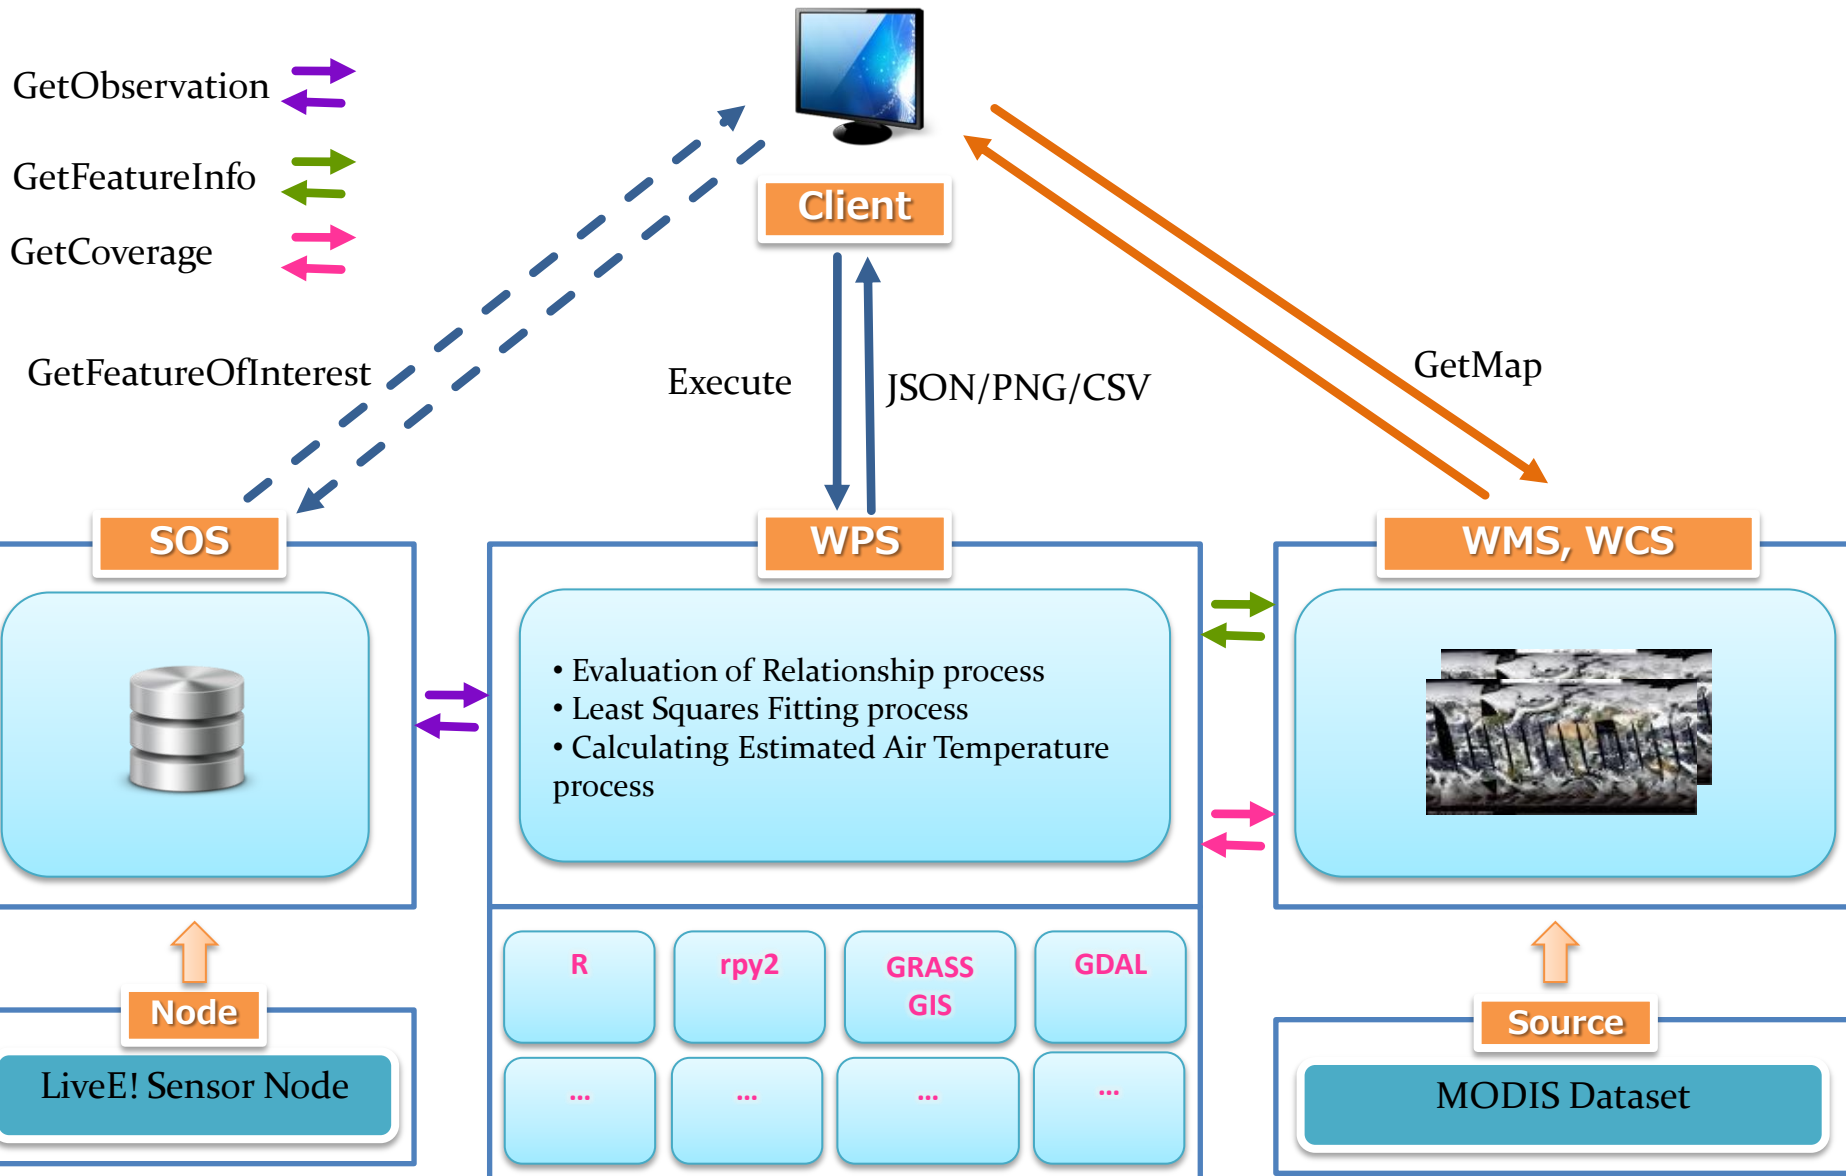 GetObservation
GetFeatureInfo
GetCoverage
Client
GetFeatureOfInterest
Execute
JSON/PNG/CSV
GetMap
SOS
WPS
WMS, WCS
• Evaluation of Relationship process
• Least Squares Fitting process
• Calculating Estimated Air Temperature
process
R
rpy2
GRASS
GIS
GDAL
...
...
...
...
Node
LiveE! Sensor Node
Source
MODIS Dataset